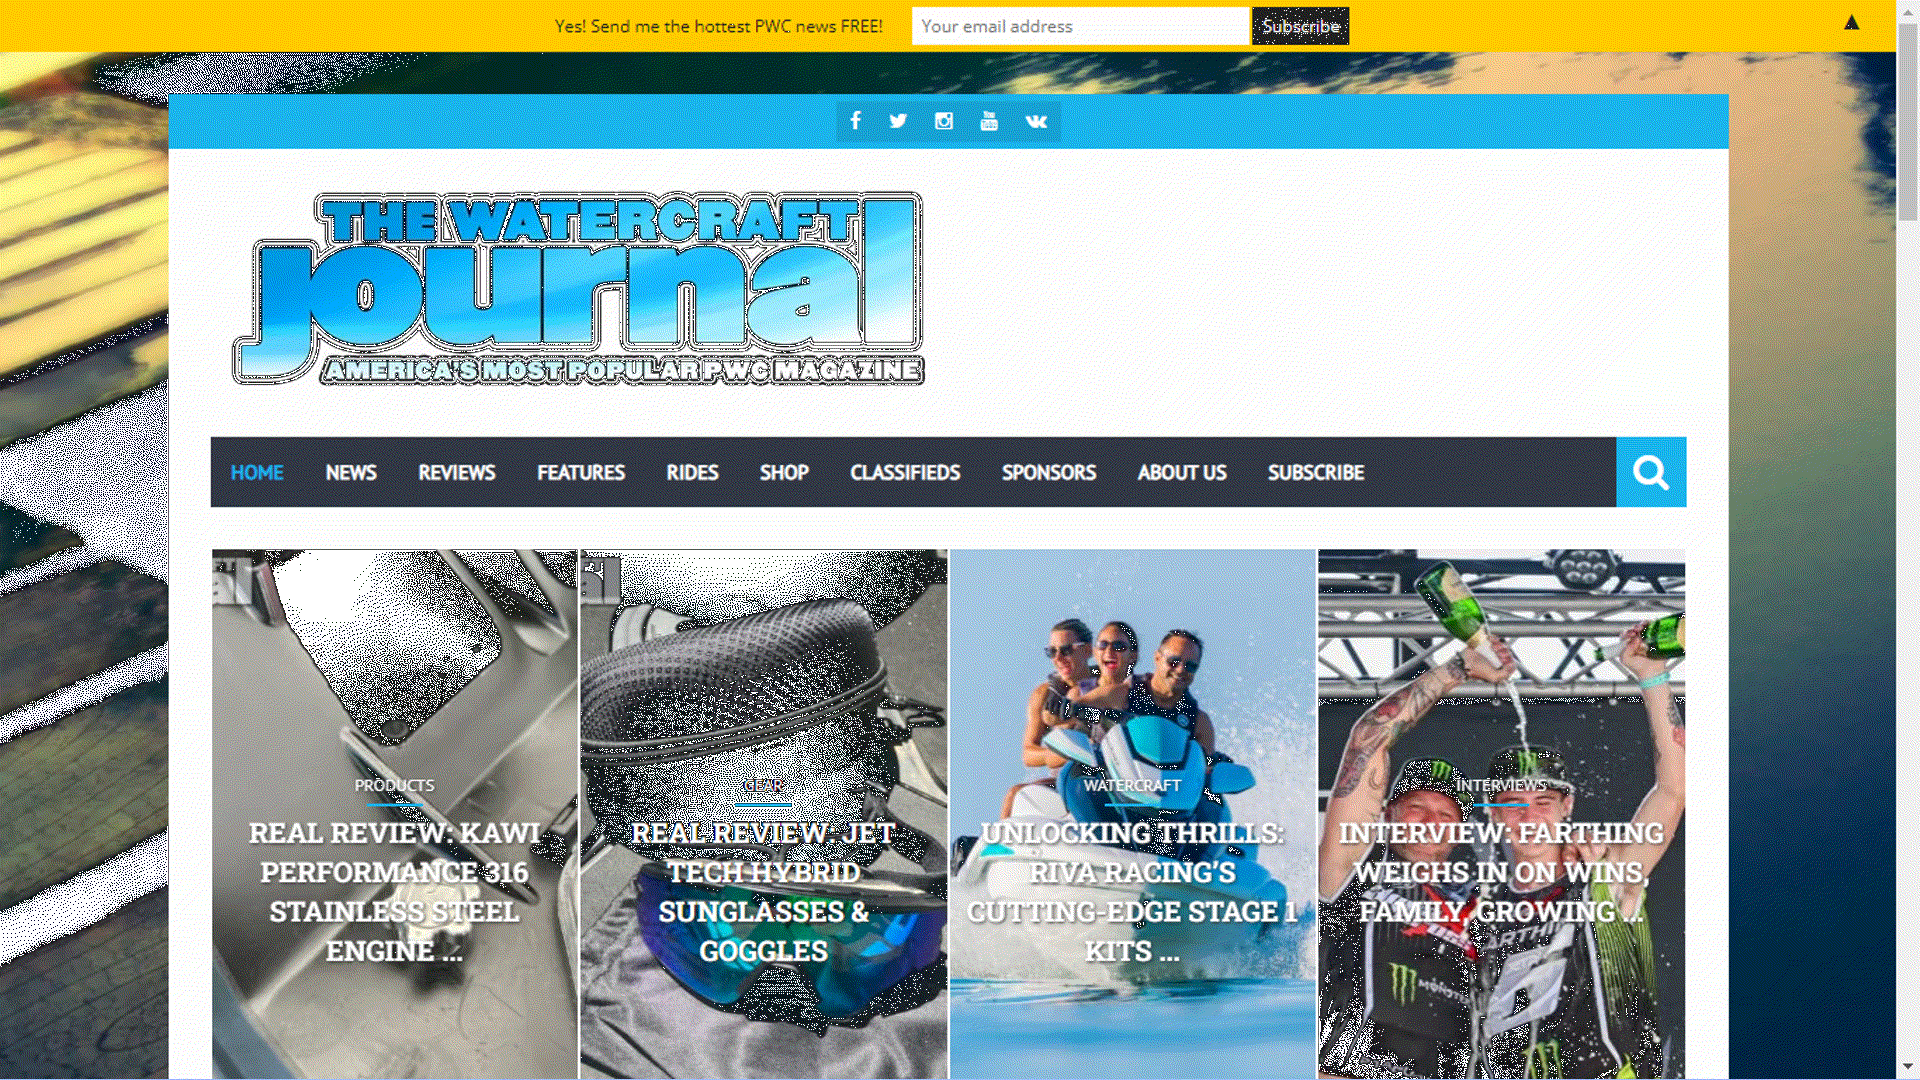 Yes! Send me the hottest PWC news FREE!
Your email address
Subscribe
THE WATERCRAFT
journal
AMERICA'S MOST POPULAR PWC MAGAZINE
HOME
NEWS
REVIEWS
FEATURES
RIDES
SHOP
CLASSIFIEDS
SPONSORS
ABOUT US
SUBSCRIBE
PRODUCTS
REAL REVIEW: KAWI
PERFORMANCE 316
STAINLESS STEEL
ENGINE ...
GEAR
REAL REVIEW: JET
TECH HYBRID
SUNGLASSES &
GOGGLES
WATERCRAFT
UNLOCKING THRILLS:
RIVA RACING'S
CUTTING-EDGE STAGE 1
KITS ...
INTERVIEWS
INTERVIEW: FARTHING
WEIGHS IN ON WINS,
FAMILY, GROWING ...